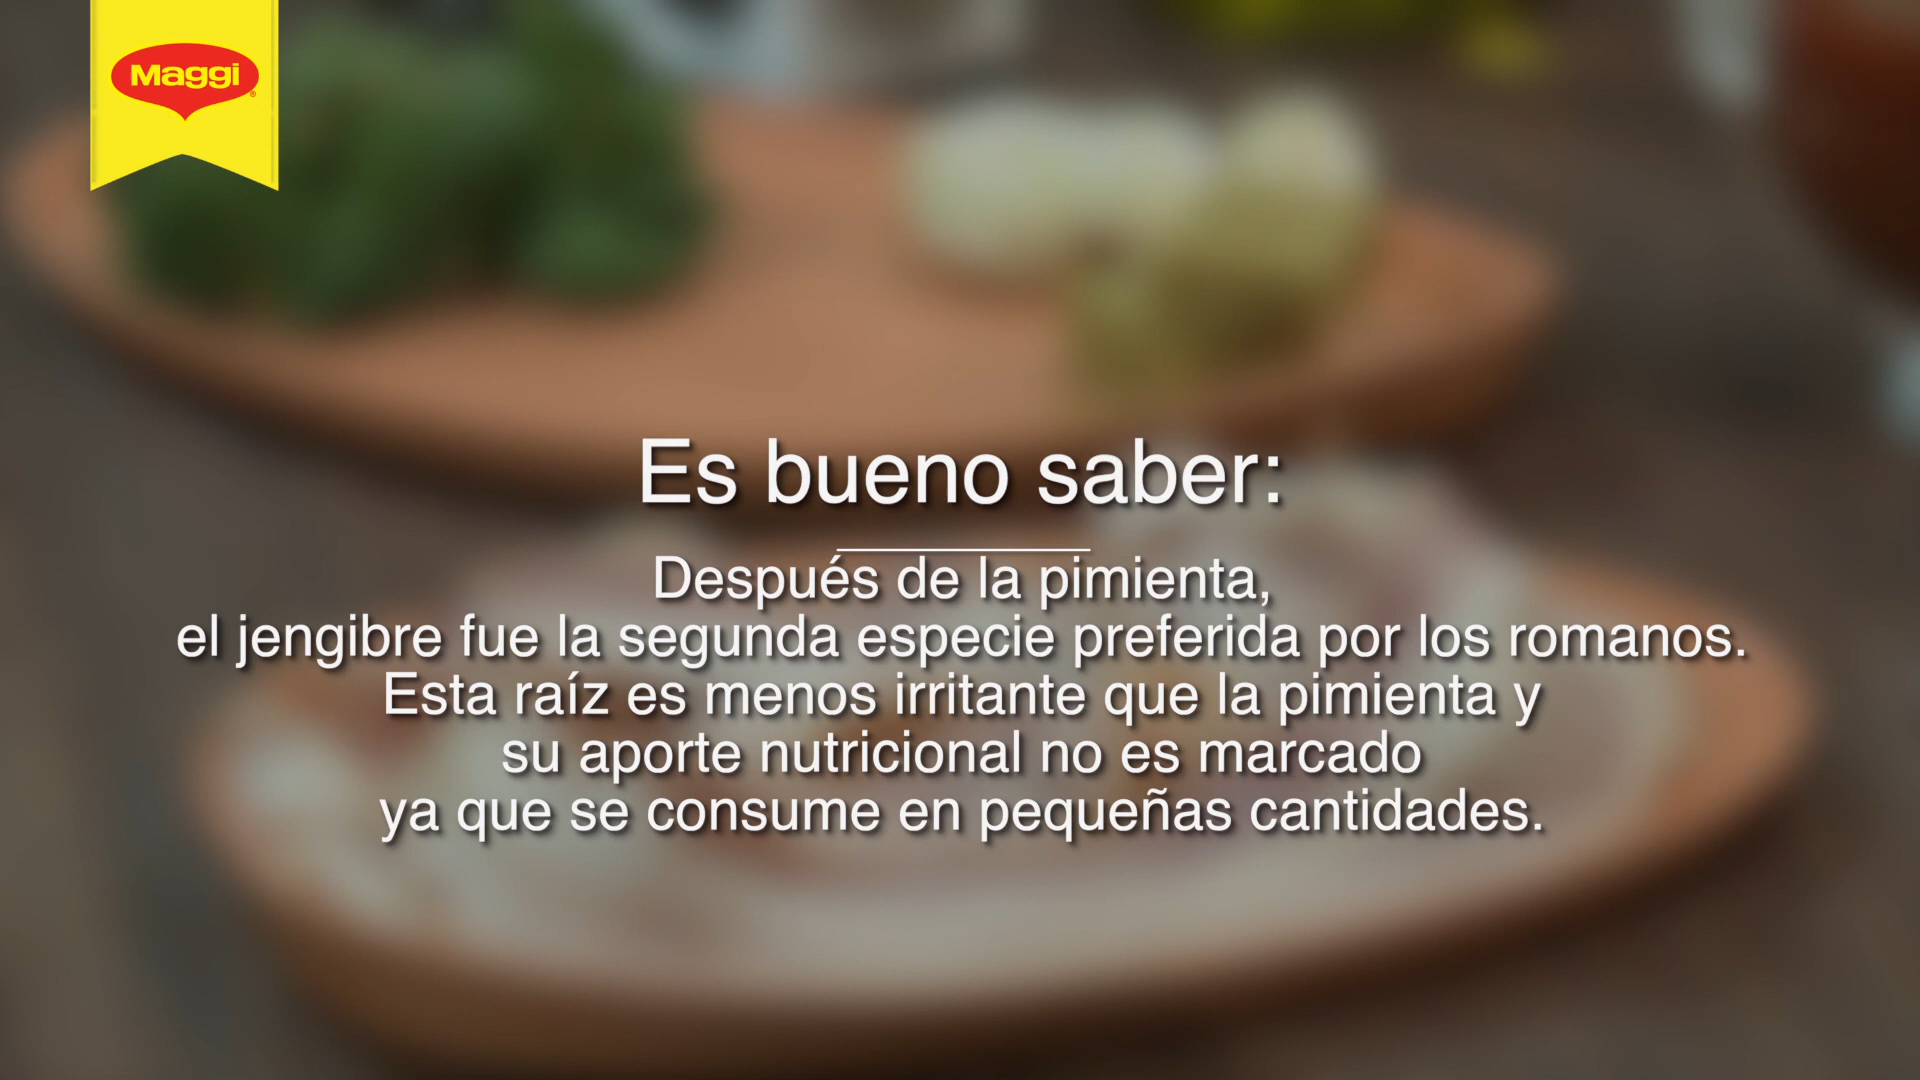 Maggi
Es bueno saber:
Después de la pimienta,
el jengibre fue la segunda especie preferida por los romanos.
Esta raíz es menos irritante que la pimienta y
su aporte nutricional no es marcado
ya que se consume en pequeñas cantidades.